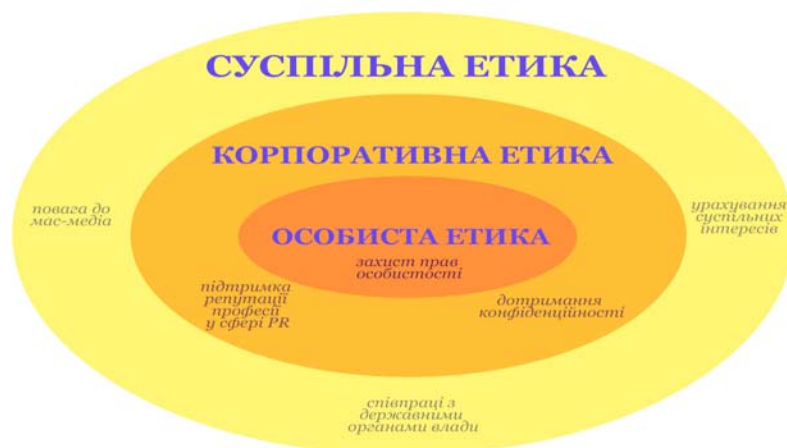 СУСПІЛЬНА ЕТИКА
КОРПОРАТИВНА ЕТИКА
повага до
мас-медіа
урахування
суспільних
інтересів
ОСОБИСТА ЕТИКА
захист прав
особистості
підтримка
репутації
професії
у сфері PR
дотримання
конфіденційності
співпраці з
державними
органами влади